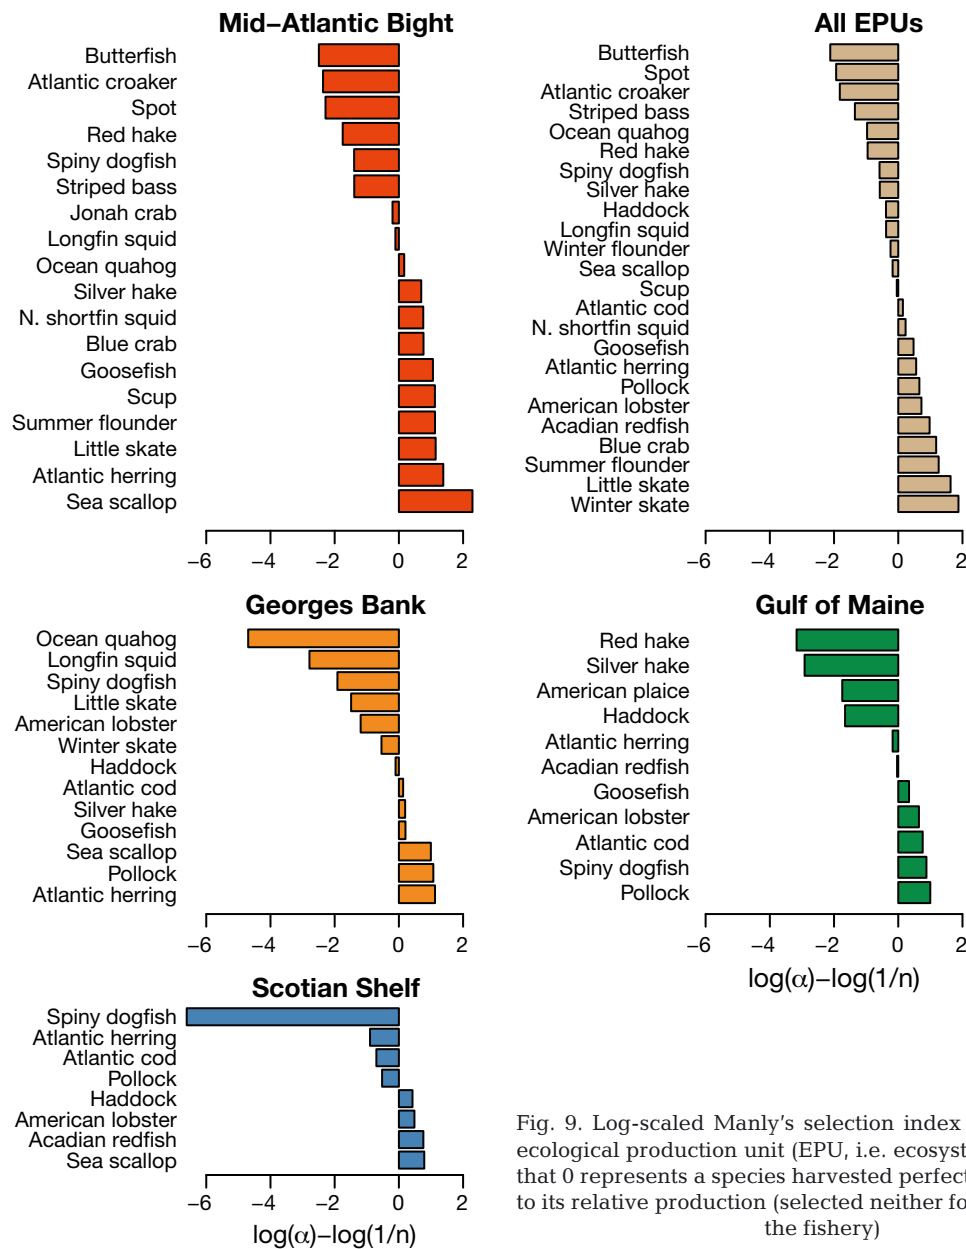 Mid–Atlantic Bight
Butterfish
Atlantic croaker
Spot
Red hake
Spiny dogfish
Striped bass
Jonah crab
Longfin squid
Ocean quahog
Silver hake
N. shortfin squid
Blue crab
Goosefish
Scup
Summer flounder
Little skate
Atlantic herring
Sea scallop
−6 −4 −2 0 2
All EPUs
Butterfish
Spot
Atlantic croaker
Striped bass
Ocean quahog
Red hake
Spiny dogfish
Silver hake
Haddock
Longfin squid
Winter flounder
Sea scallop
Scup
Atlantic cod
N. shortfin squid
Goosefish
Atlantic herring
Pollock
American lobster
Acadian redfish
Blue crab
Summer flounder
Little skate
Winter skate
−6 −4 −2 0 2
Georges Bank
Ocean quahog
Longfin squid
Spiny dogfish
Little skate
American lobster
Winter skate
Haddock
Atlantic cod
Silver hake
Goosefish
Sea scallop
Pollock
Atlantic herring
−6 −4 −2 0 2
Gulf of Maine
Red hake
Silver hake
American plaice
Haddock
Atlantic herring
Acadian redfish
Goosefish
American lobster
Atlantic cod
Spiny dogfish
Pollock
−6 −4 −2 0 2
log(α)−log(1/n)
Scotian Shelf
Spiny dogfish
Atlantic herring
Atlantic cod
Pollock
Haddock
American lobster
Acadian redfish
Sea scallop
−6 −4 −2 0 2
log(α)−log(1/n)
Fig. 9. Log-scaled Manly's selection index
ecological production unit (EPU, i.e. ecosyst
that 0 represents a species harvested perfect
to its relative production (selected neither fo
the fishery)